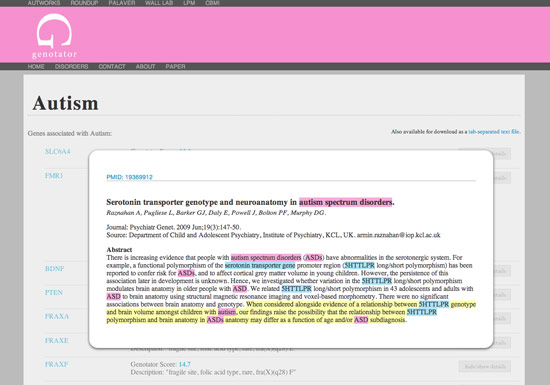 AUTWORKS ROUNDUP PALAVER WALL LAB LPM CBMI
genotator
HOME DISORDERS CONTACT ABOUT PAPER
Autism
Genes associated with Autism:
Also available for download as a tab-separated text file.
SLC6A4
FMR1
PMID: 19369912
Serotonin transporter genotype and neuroanatomy in autism spectrum disorders.
Raznahan A, Pugliese L, Barker GJ, Daly E, Powell J, Bolton PF, Murphy DG.
Journal: Psychiatr Genet. 2009 Jun;19(3):147-50.
Source: Department of Child and Adolescent Psychiatry, Institute of Psychiatry, KCL, UK. armin.raznahan@iop.kcl.ac.uk
Abstract
There is increasing evidence that people with autism spectrum disorders (ASDs) have abnormalities in the serotonergic system. For
example, a functional polymorphism of the serotonin transporter gene promoter region (5HTTLPR long/short polymorphism) has been
reported to confer risk for ASDs, and to affect cortical grey matter volume in young children. However, the persistence of this
association later in development is unknown. Hence, we investigated whether variation in the 5HTTLPR long/short polymorphism
modulates brain anatomy in older people with ASD. We related 5HTTLPR long/short polymorphism in 43 adolescents and adults with
ASD to brain anatomy using structural magnetic resonance imaging and voxel-based morphometry. There were no significant
associations between brain anatomy and genotype. When considered alongside evidence of a relationship between 5HTTLPR genotype
and brain volume amongst children with autism, our findings raise the possibility that the relationship between 5HTTLPR
polymorphism and brain anatomy in ASDs anatomy may differ as a function of age and/or ASD subdiagnosis.
BDNF
PTEN
FRAXA
FRAXE
Description: "fragile site, folic acid type, rare,
FRAXF
Genotator Score: 14.7
Description: "fragile site, folic acid type, rare, fra(X)(q28) F"
hide/show details